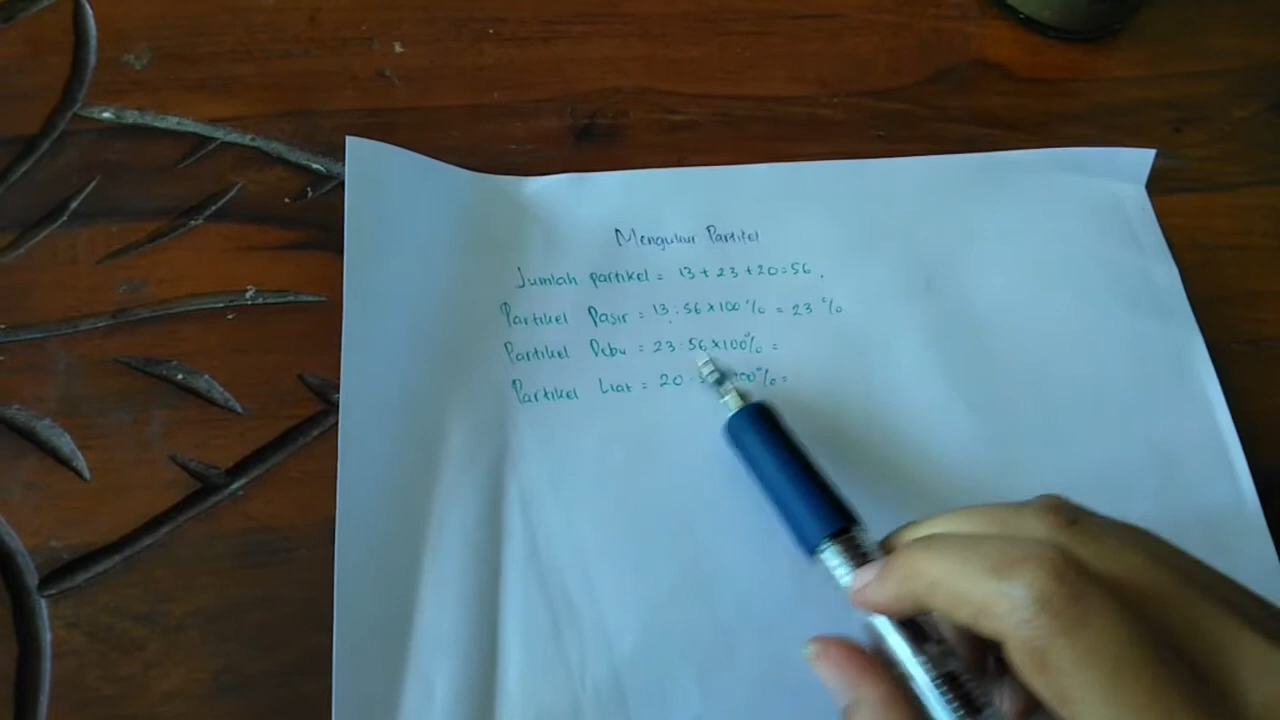 Mengukur Partikel
Jumlah partikel = 13 + 23 + 20 = 56.
Partikel Pasir = 13 : 56 x 100 % = 23 %
Partikel Debu = 23 : 56 x 100% =
Partikel Liat = 20 : 100% =